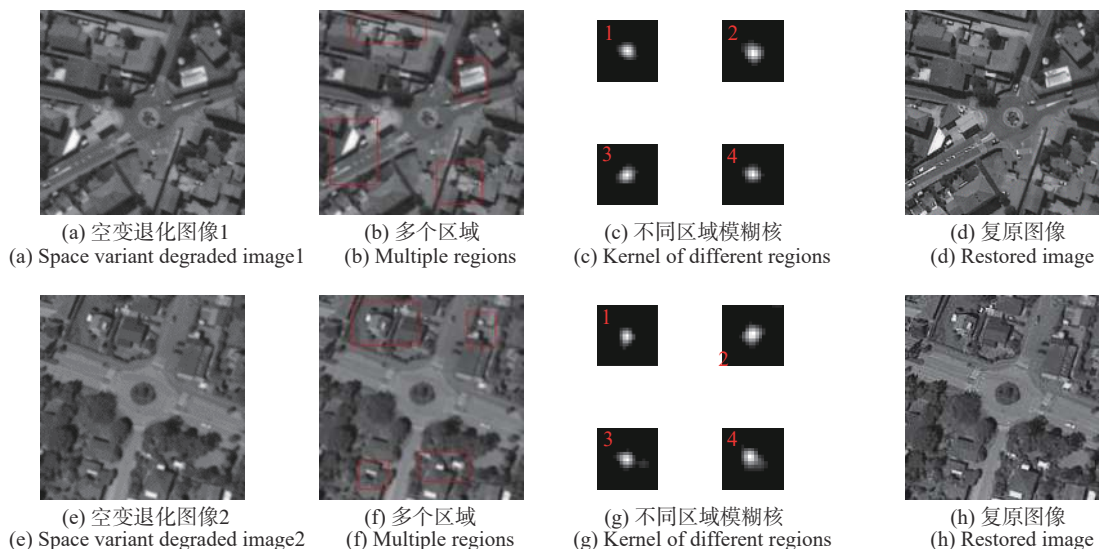 1
2
3
4
(a) 空变退化图像1
(a) Space variant degraded image1
(b) 多个区域
(b) Multiple regions
(c) 不同区域模糊核
(c) Kernel of different regions
(d) 复原图像
(d) Restored image
1
2
3
4
(e) 空变退化图像2
(e) Space variant degraded image2
(f) 多个区域
(f) Multiple regions
(g) 不同区域模糊核
(g) Kernel of different regions
(h) 复原图像
(h) Restored image